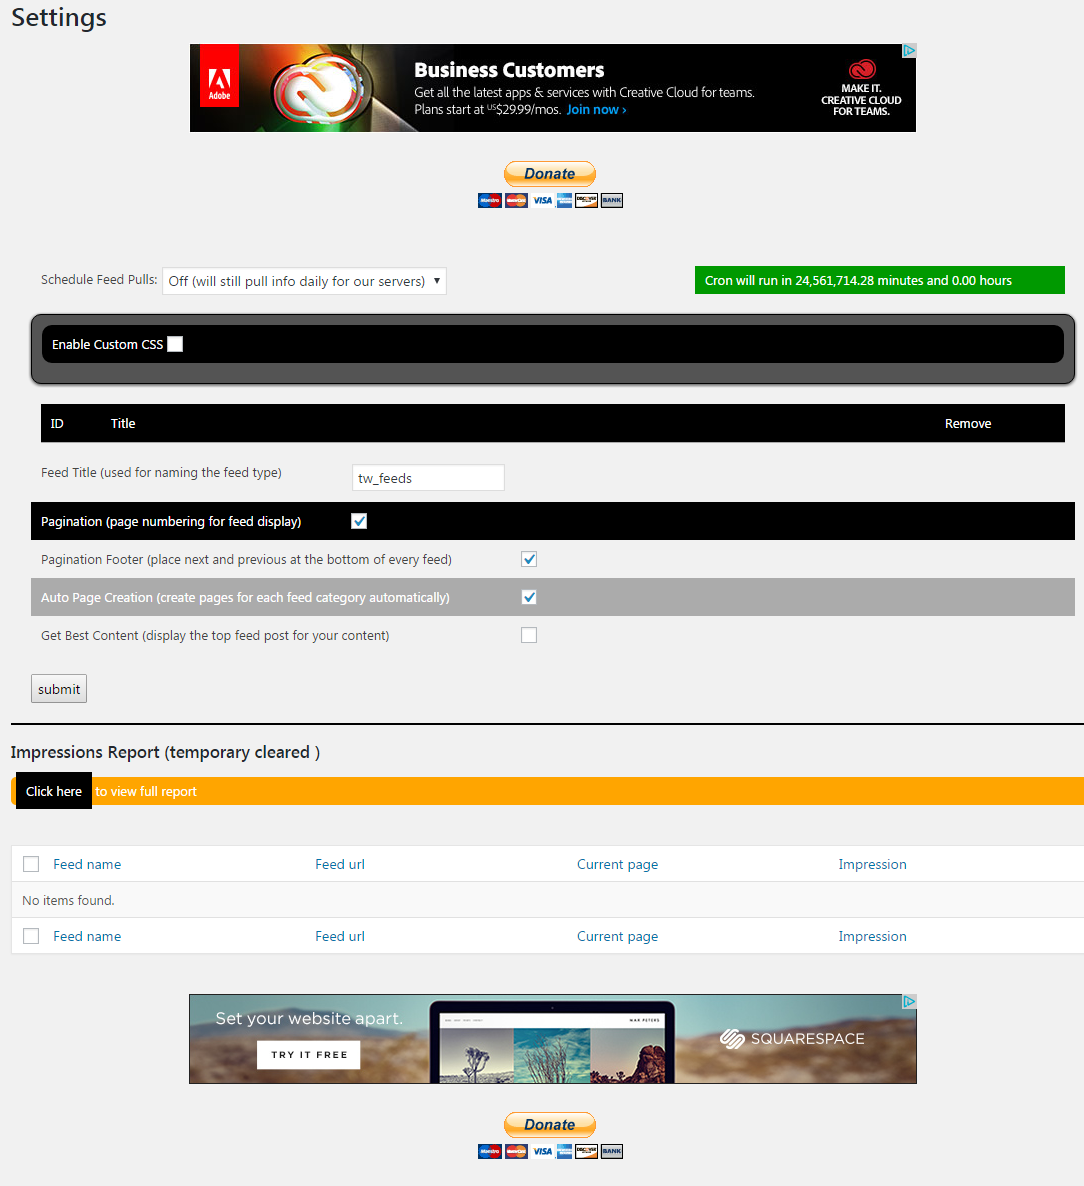 Settings
Adobe
Business Customers
Get all the latest apps & services with Creative Cloud for teams.
Plans start at US$29.99/mo. Join now ›
MAKE IT.
CREATIVE CLOUD
FOR TEAMS.
Donate
Maestro MasterCard VISA DISCOVER BANK
Schedule Feed Pulls: Off (will still pull info daily for our servers)
Cron will run in 24,561,714.28 minutes and 0.00 hours
Enable Custom CSS
ID Title Remove
Feed Title (used for naming the feed type) tw_feeds
Pagination (page numbering for feed display)
Pagination Footer (place next and previous at the bottom of every feed)
Auto Page Creation (create pages for each feed category automatically)
Get Best Content (display the top feed post for your content)
submit
Impressions Report (temporary cleared )
Click here to view full report
Feed name Feed url Current page Impression
No items found.
Feed name Feed url Current page Impression
Set your website apart.
TRY IT FREE
MAX PETERS
SQUARESPACE
Donate
Maestro MasterCard VISA DISCOVER BANK